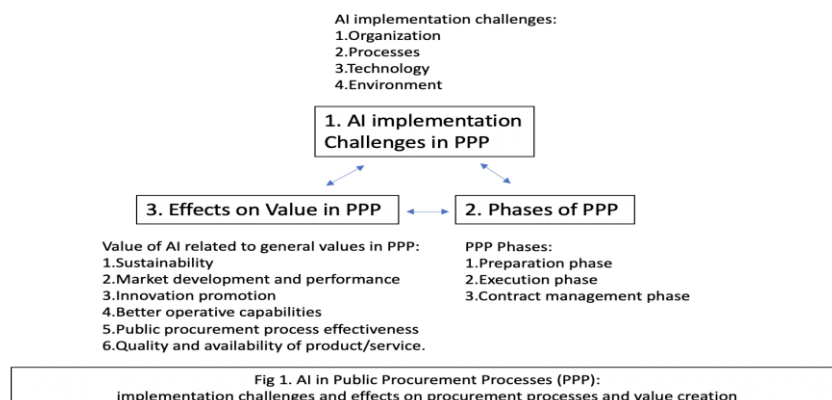 AI implementation challenges:
1.Organization
2.Processes
3.Technology
4.Environment
1. AI implementation
Challenges in PPP
3. Effects on Value in PPP
2. Phases of PPP
Value of AI related to general values in PPP:
1.Sustainability
2.Market development and performance
3.Innovation promotion
4.Better operative capabilities
5.Public procurement process effectiveness
6.Quality and availability of product/service.
PPP Phases:
1.Preparation phase
2.Execution phase
3.Contract management phase
Fig 1. AI in Public Procurement Processes (PPP):
implementation challenges and effects on procurement processes and value creation